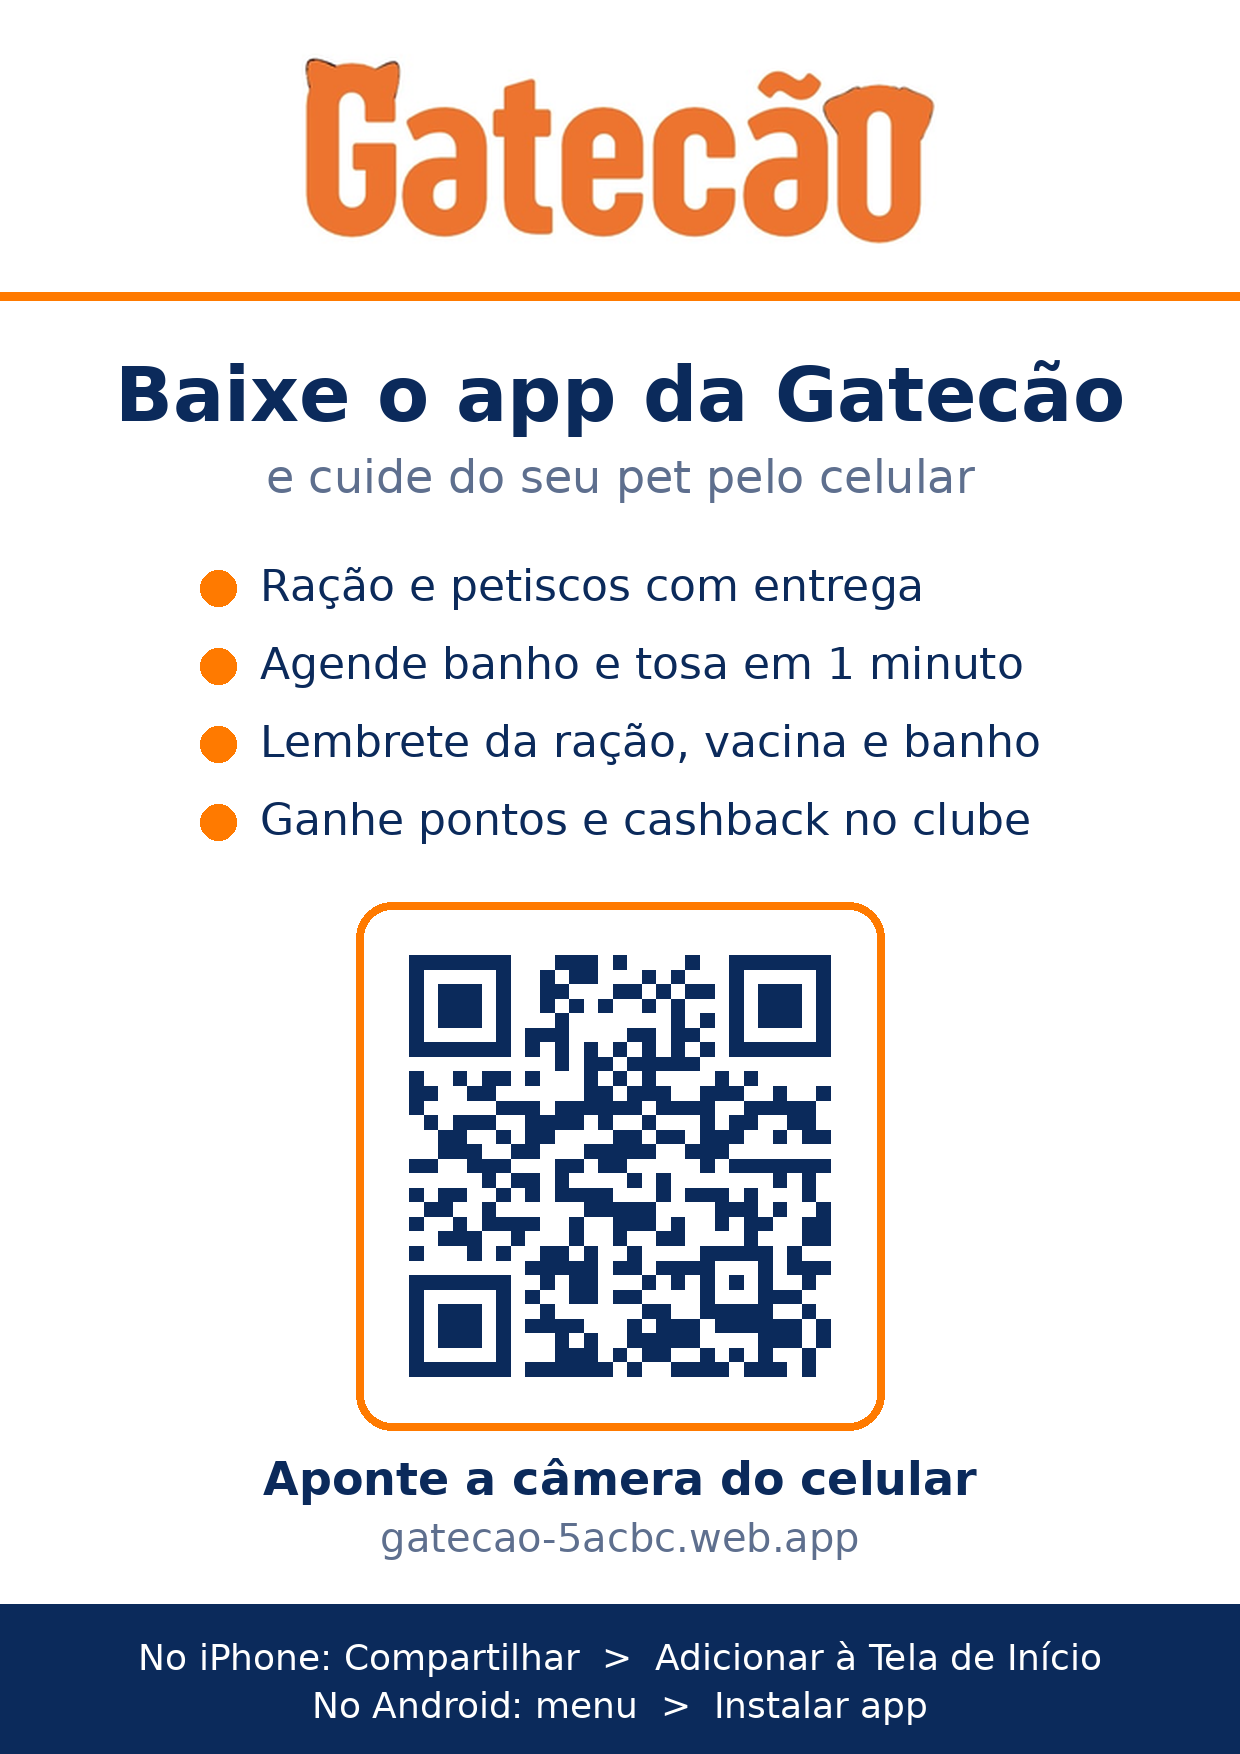 Gatecão
Baixe o app da Gatecão
e cuide do seu pet pelo celular
Ração e petiscos com entrega
Agende banho e tosa em 1 minuto
Lembrete da ração, vacina e banho
Ganhe pontos e cashback no clube
Aponte a câmera do celular
gatecao-5acbc.web.app
No iPhone: Compartilhar > Adicionar à Tela de Início
No Android: menu > Instalar app